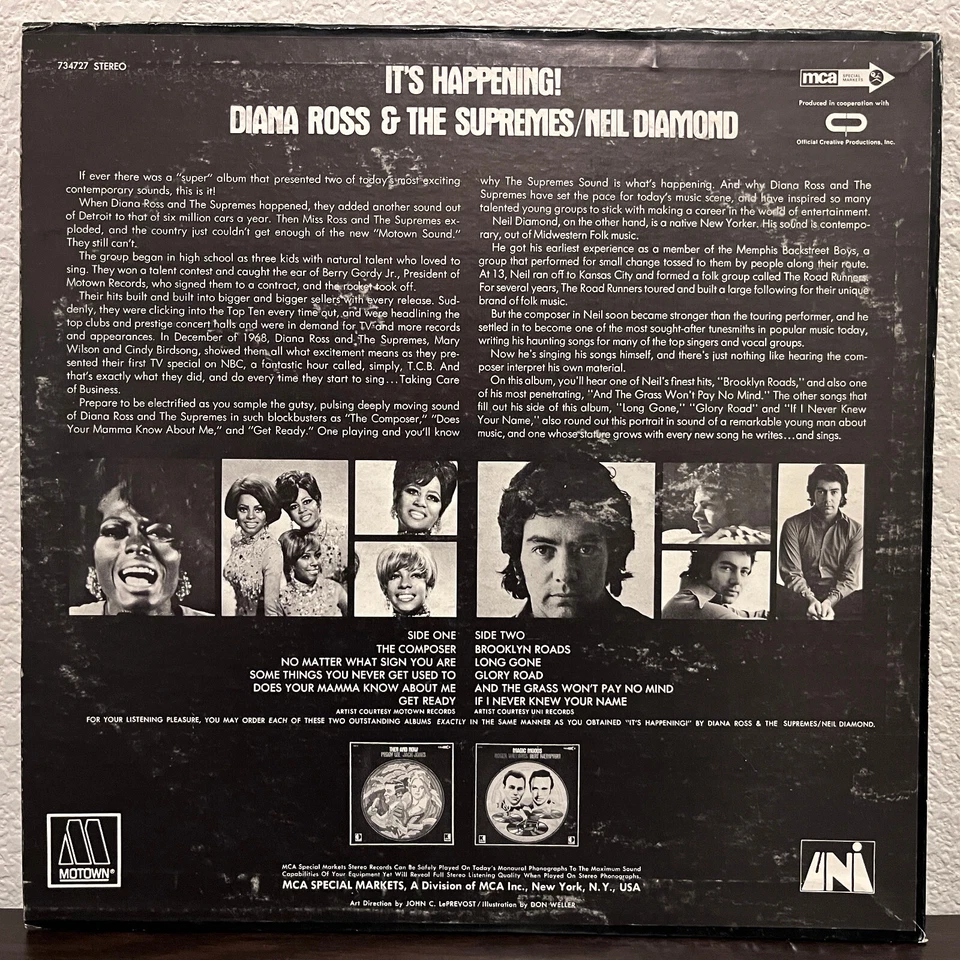 734727 STEREO
IT'S HAPPENING!
DIANA ROSS & THE SUPREMES/NEIL DIAMOND
mca SPECIAL MARKETS
Produced in cooperation with
Official Creative Productions, Inc.
If ever there was a "super" album that presented two of today's most exciting
contemporary sounds, this is it!
When Diana Ross and The Supremes happened, they added another sound out
of Detroit to that of six million cars a year. Then Miss Ross and The Supremes ex-
ploded, and the country just couldn't get enough of the new "Motown Sound."
They still can't.
The group began in high school as three kids with natural talent who loved to
sing. They won a talent contest and caught the ear of Berry Gordy Jr., President of
Motown Records, who signed them to a contract, and the rocket took off.
Their hits built and built into bigger and bigger sellers with every release. Sud-
denly, they were clicking into the Top Ten every time out, and were headlining the
top clubs and prestige concert halls and were in demand for TV and more records
and appearances. In December of 1968, Diana Ross and The Supremes, Mary
Wilson and Cindy Birdsong, showed them all what excitement means as they pre-
sented their first TV special on NBC, a fantastic hour called, simply, T.C.B. And
that's exactly what they did, and do every time they start to sing...Taking Care
of Business.
Prepare to be electrified as you sample the gutsy, pulsing deeply moving sound
of Diana Ross and The Supremes in such blockbusters as "The Composer," "Does
Your Mamma Know About Me," and "Get Ready." One playing and you'll know
why The Supremes Sound is what's happening. And why Diana Ross and The
Supremes have set the pace for today's music scene, and have inspired so many
talented young groups to stick with making a career in the world of entertainment.
Neil Diamond, on the other hand, is a native New Yorker. His sound is contempo-
rary, out of Midwestern Folk music.
He got his earliest experience as a member of the Memphis Backstreet Boys, a
group that performed for small change tossed to them by people along their route.
At 13, Neil ran off to Kansas City and formed a folk group called The Road Runners.
For several years, The Road Runners toured and built a large following for their unique
brand of folk music.
But the composer in Neil soon became stronger than the touring performer, and he
settled in to become one of the most sought-after tunesmiths in popular music today,
writing his haunting songs for many of the top singers and vocal groups.
Now he's singing his songs himself, and there's just nothing like hearing the com-
poser interpret his own material.
On this album, you'll hear one of Neil's finest hits, "Brooklyn Roads," and also one
of his most penetrating, "And The Grass Won't Pay No Mind." The other songs that
fill out his side of this album, "Long Gone," "Glory Road" and "If I Never Knew
Your Name," also round out this portrait in sound of a remarkable young man about
music, and one whose stature grows with every new song he writes...and sings.
SIDE ONE
THE COMPOSER
NO MATTER WHAT SIGN YOU ARE
SOME THINGS YOU NEVER GET USED TO
DOES YOUR MAMMA KNOW ABOUT ME
GET READY
ARTIST COURTESY MOTOWN RECORDS
SIDE TWO
BROOKLYN ROADS
LONG GONE
GLORY ROAD
AND THE GRASS WON'T PAY NO MIND
IF I NEVER KNEW YOUR NAME
ARTIST COURTESY UNI RECORDS
FOR YOUR LISTENING PLEASURE, YOU MAY ORDER EACH OF THESE TWO OUTSTANDING ALBUMS EXACTLY IN THE SAME MANNER AS YOU OBTAINED "IT'S HAPPENING!" BY DIANA ROSS & THE SUPREMES/NEIL DIAMOND.
THEN AND NOW
MAGIC MOODS
MOTOWN®
UNI
MCA Special Markets Stereo Records Can Be Safely Played On Today's Monaural Phonographs To The Maximum Sound
Capabilities Of Your Equipment Yet Will Reveal Full Stereo Listening Quality When Played On Stereo Phonographs.
MCA SPECIAL MARKETS, A Division of MCA Inc., New York, N.Y., USA
Art Direction by JOHN C. LePREVOST/Illustration by DON WELLER